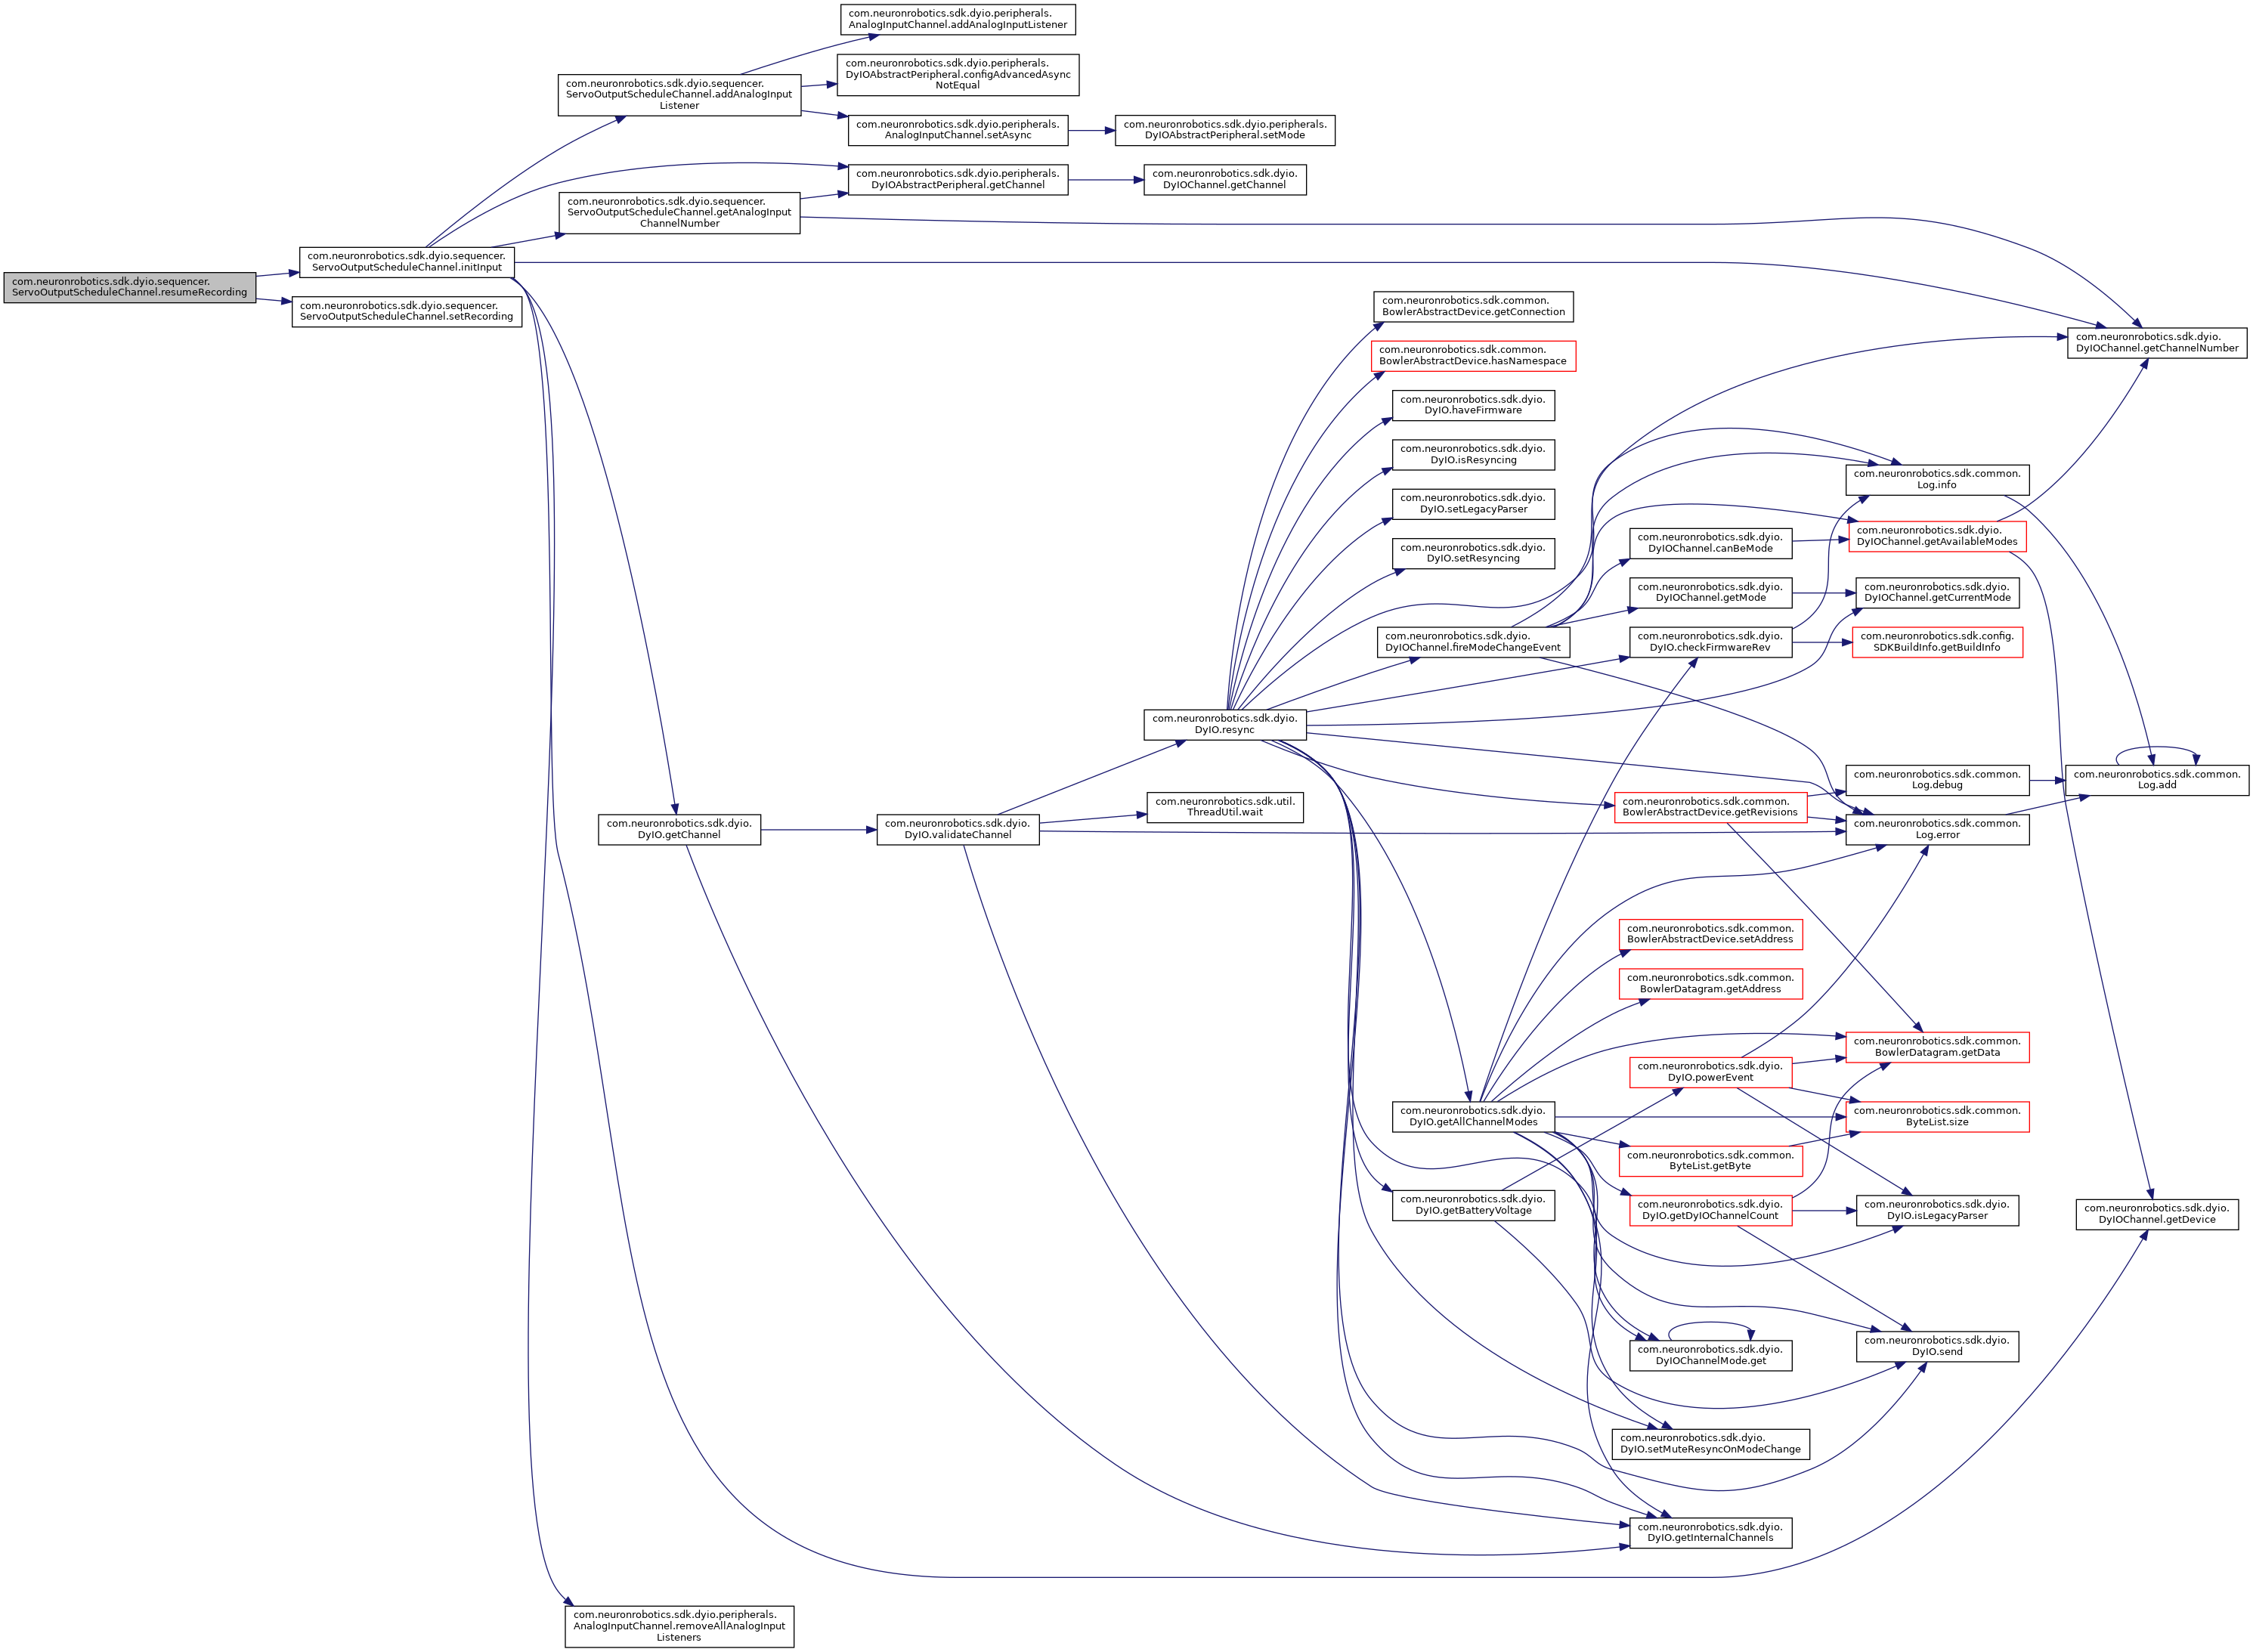 com.neuronrobotics.sdk.dyio.peripherals.
AnalogInputChannel.addAnalogInputListener
com.neuronrobotics.sdk.dyio.peripherals.
DyIOAbstractPeripheral.configAdvancedAsync
NotEqual
com.neuronrobotics.sdk.dyio.sequencer.
ServoOutputScheduleChannel.addAnalogInput
Listener
com.neuronrobotics.sdk.dyio.peripherals.
AnalogInputChannel.setAsync
com.neuronrobotics.sdk.dyio.peripherals.
DyIOAbstractPeripheral.setMode
com.neuronrobotics.sdk.dyio.peripherals.
DyIOAbstractPeripheral.getChannel
com.neuronrobotics.sdk.dyio.
DyIOChannel.getChannel
com.neuronrobotics.sdk.dyio.sequencer.
ServoOutputScheduleChannel.getAnalogInput
ChannelNumber
com.neuronrobotics.sdk.dyio.sequencer.
ServoOutputScheduleChannel.initInput
com.neuronrobotics.sdk.dyio.sequencer.
ServoOutputScheduleChannel.resumeRecording
com.neuronrobotics.sdk.dyio.sequencer.
ServoOutputScheduleChannel.setRecording
com.neuronrobotics.sdk.common.
BowlerAbstractDevice.getConnection
com.neuronrobotics.sdk.dyio.
DyIOChannel.getChannelNumber
com.neuronrobotics.sdk.common.
BowlerAbstractDevice.hasNamespace
com.neuronrobotics.sdk.dyio.
DyIO.haveFirmware
com.neuronrobotics.sdk.dyio.
DyIO.isResyncing
com.neuronrobotics.sdk.common.
Log.info
com.neuronrobotics.sdk.dyio.
DyIO.setLegacyParser
com.neuronrobotics.sdk.dyio.
DyIOChannel.getAvailableModes
com.neuronrobotics.sdk.dyio.
DyIOChannel.canBeMode
com.neuronrobotics.sdk.dyio.
DyIO.setResyncing
com.neuronrobotics.sdk.dyio.
DyIOChannel.getMode
com.neuronrobotics.sdk.dyio.
DyIOChannel.getCurrentMode
com.neuronrobotics.sdk.dyio.
DyIOChannel.fireModeChangeEvent
com.neuronrobotics.sdk.dyio.
DyIO.checkFirmwareRev
com.neuronrobotics.sdk.config.
SDKBuildInfo.getBuildInfo
com.neuronrobotics.sdk.dyio.
DyIO.resync
com.neuronrobotics.sdk.common.
Log.debug
com.neuronrobotics.sdk.common.
Log.add
com.neuronrobotics.sdk.util.
ThreadUtil.wait
com.neuronrobotics.sdk.common.
BowlerAbstractDevice.getRevisions
com.neuronrobotics.sdk.dyio.
DyIO.getChannel
com.neuronrobotics.sdk.dyio.
DyIO.validateChannel
com.neuronrobotics.sdk.common.
Log.error
com.neuronrobotics.sdk.common.
BowlerAbstractDevice.setAddress
com.neuronrobotics.sdk.common.
BowlerDatagram.getAddress
com.neuronrobotics.sdk.common.
BowlerDatagram.getData
com.neuronrobotics.sdk.dyio.
DyIO.powerEvent
com.neuronrobotics.sdk.dyio.
DyIO.getAllChannelModes
com.neuronrobotics.sdk.common.
ByteList.size
com.neuronrobotics.sdk.common.
ByteList.getByte
com.neuronrobotics.sdk.dyio.
DyIO.getBatteryVoltage
com.neuronrobotics.sdk.dyio.
DyIO.getDyIOChannelCount
com.neuronrobotics.sdk.dyio.
DyIO.isLegacyParser
com.neuronrobotics.sdk.dyio.
DyIOChannel.getDevice
com.neuronrobotics.sdk.dyio.
DyIO.send
com.neuronrobotics.sdk.dyio.
DyIOChannelMode.get
com.neuronrobotics.sdk.dyio.
DyIO.setMuteResyncOnModeChange
com.neuronrobotics.sdk.dyio.
DyIO.getInternalChannels
com.neuronrobotics.sdk.dyio.peripherals.
AnalogInputChannel.removeAllAnalogInput
Listeners